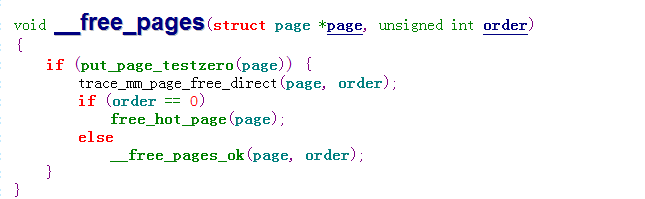 void __free_pages(struct page *page, unsigned int order)
{
    if (put_page_testzero(page)) {
        trace_mm_page_free_direct(page, order);
        if (order == 0)
            free_hot_page(page);
        else
            __free_pages_ok(page, order);
    }
}